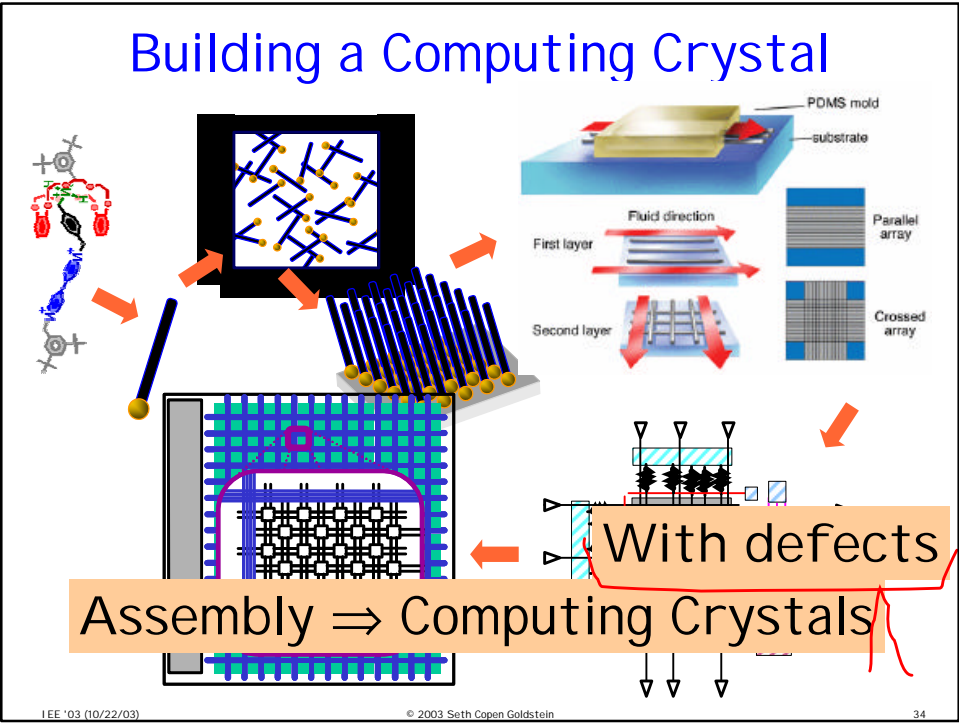 Building a Computing Crystal
PDMS mold
substrate
Fluid direction
First layer
Parallel
array
Second layer
Crossed
array
With defects
Assembly ⇒ Computing Crystals
IEE '03 (10/22/03)
© 2003 Seth Copen Goldstein
34